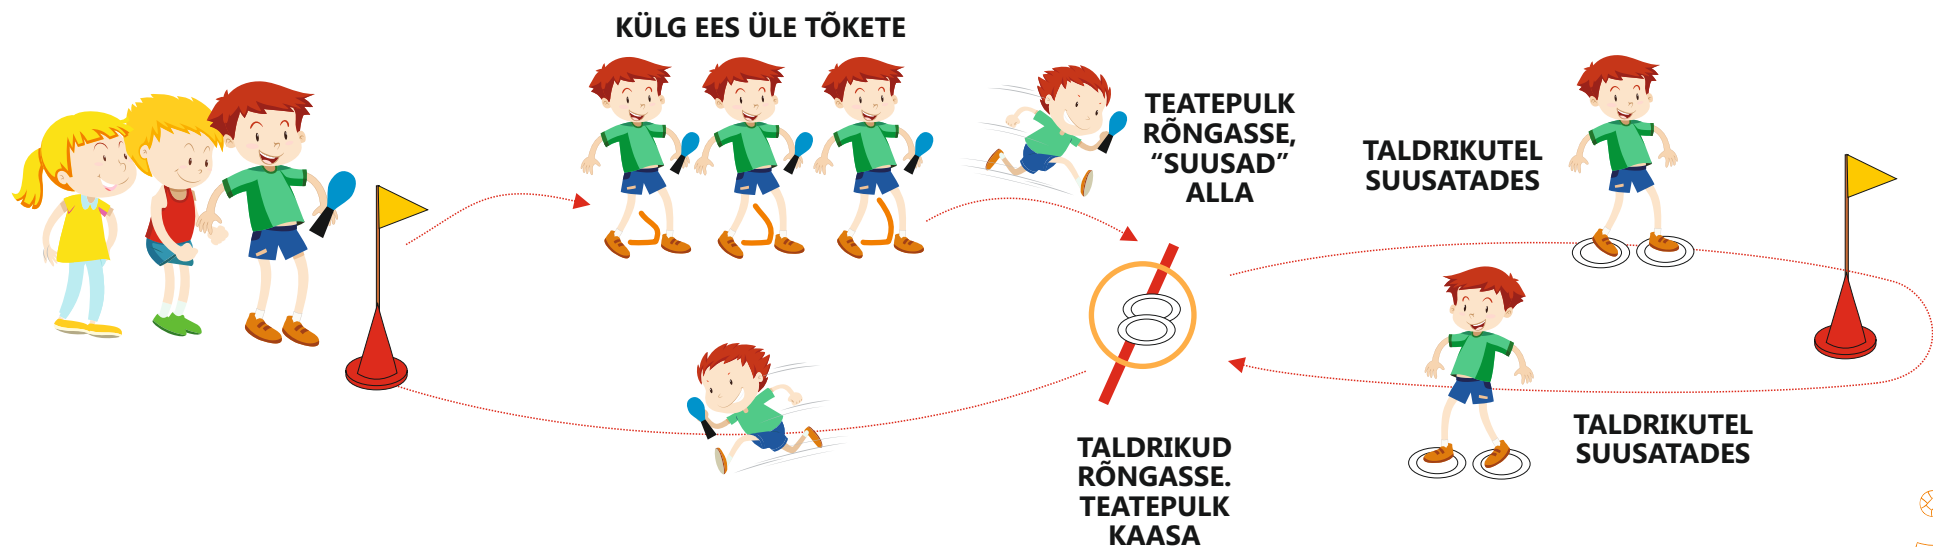 KÜLG EES ÜLE TÕKETE
TEATEPULK
RÕNGASSE,
“SUUSAD”
ALLA
TALDRIKUTEL
SUUSATADES
TALDRIKUTEL
SUUSATADES
TALDRIKUD
RÕNGASSE.
TEATEPULK
KAASA